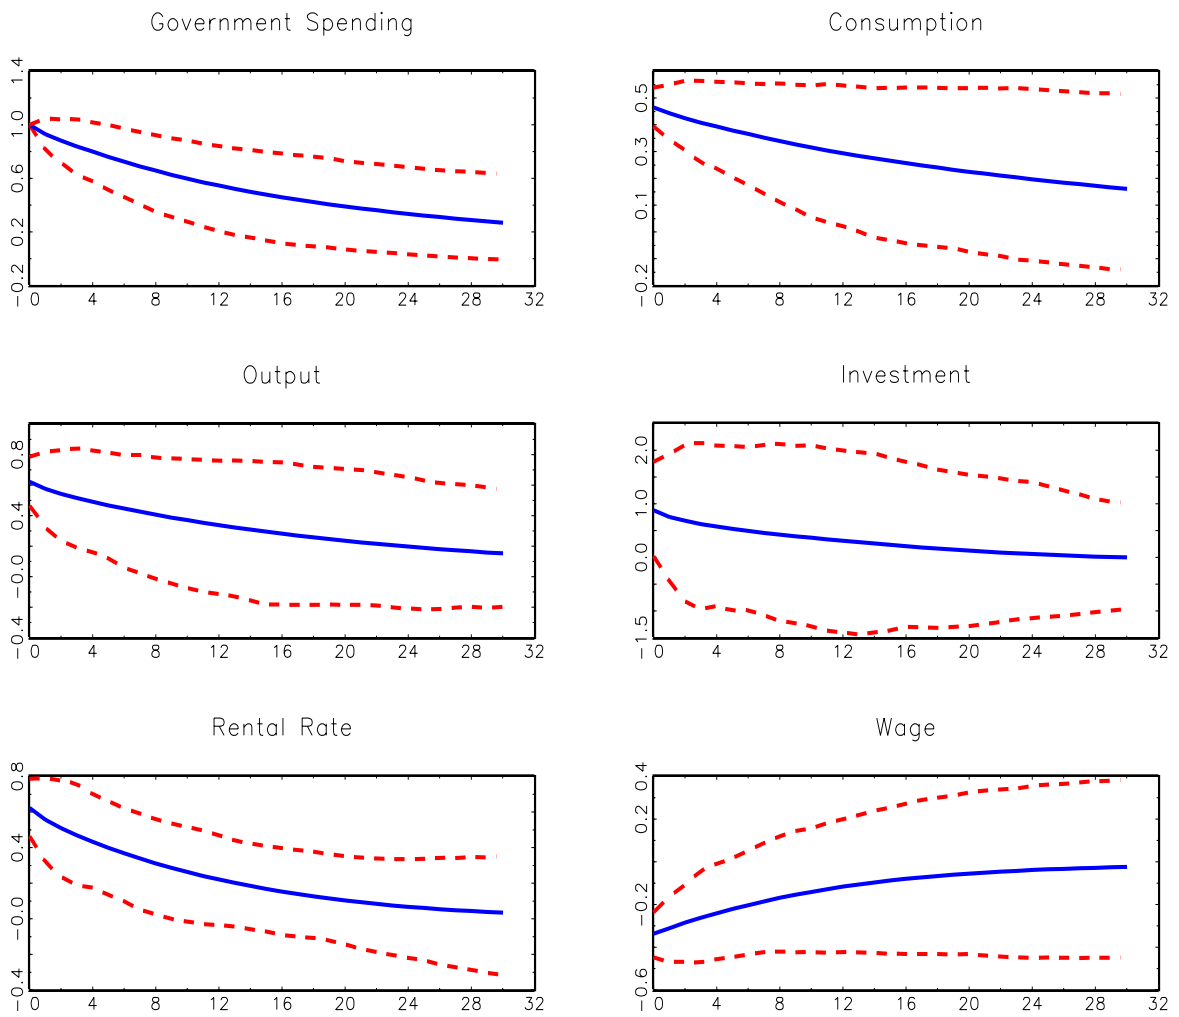 Government Spending
Consumption
1.4
1.0
0.6
0.2
-0.2
0 4 8 12 16 20 24 28 32
0.5
0.3
0.1
-0.2
0 4 8 12 16 20 24 28 32
Output
Investment
0.8
0.4
-0.0
-0.4
0 4 8 12 16 20 24 28 32
2.0
1.0
0.0
-1.5
0 4 8 12 16 20 24 28 32
Rental Rate
Wage
0.8
0.4
-0.0
-0.4
0 4 8 12 16 20 24 28 32
0.4
0.2
-0.2
-0.6
0 4 8 12 16 20 24 28 32